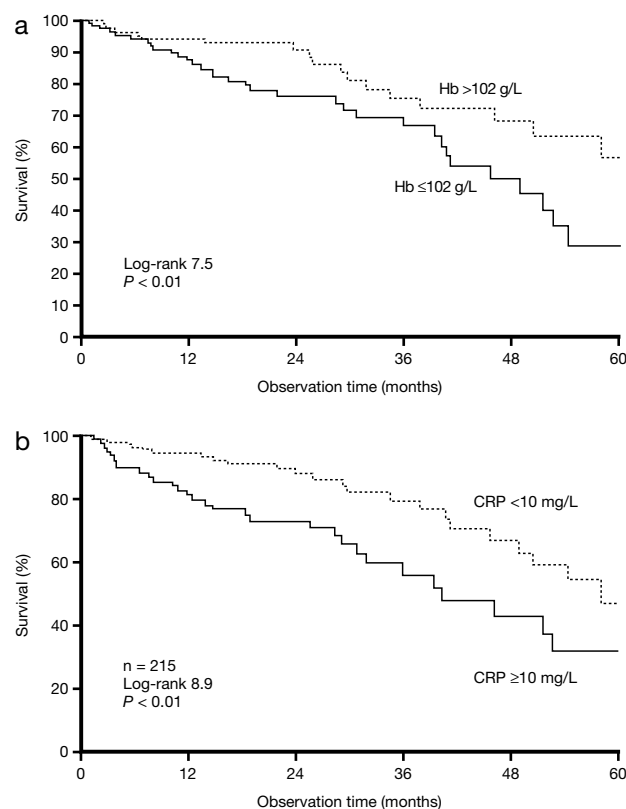 a
100
90
80
70
60
50
40
30
20
10
0
Survival (%)
Hb >102 g/L
Hb ≤102 g/L
Log-rank 7.5
P < 0.01
0 12 24 36 48 60
Observation time (months)
b
100
80
60
40
20
0
Survival (%)
CRP <10 mg/L
CRP ≥10 mg/L
n = 215
Log-rank 8.9
P < 0.01
0 12 24 36 48 60
Observation time (months)